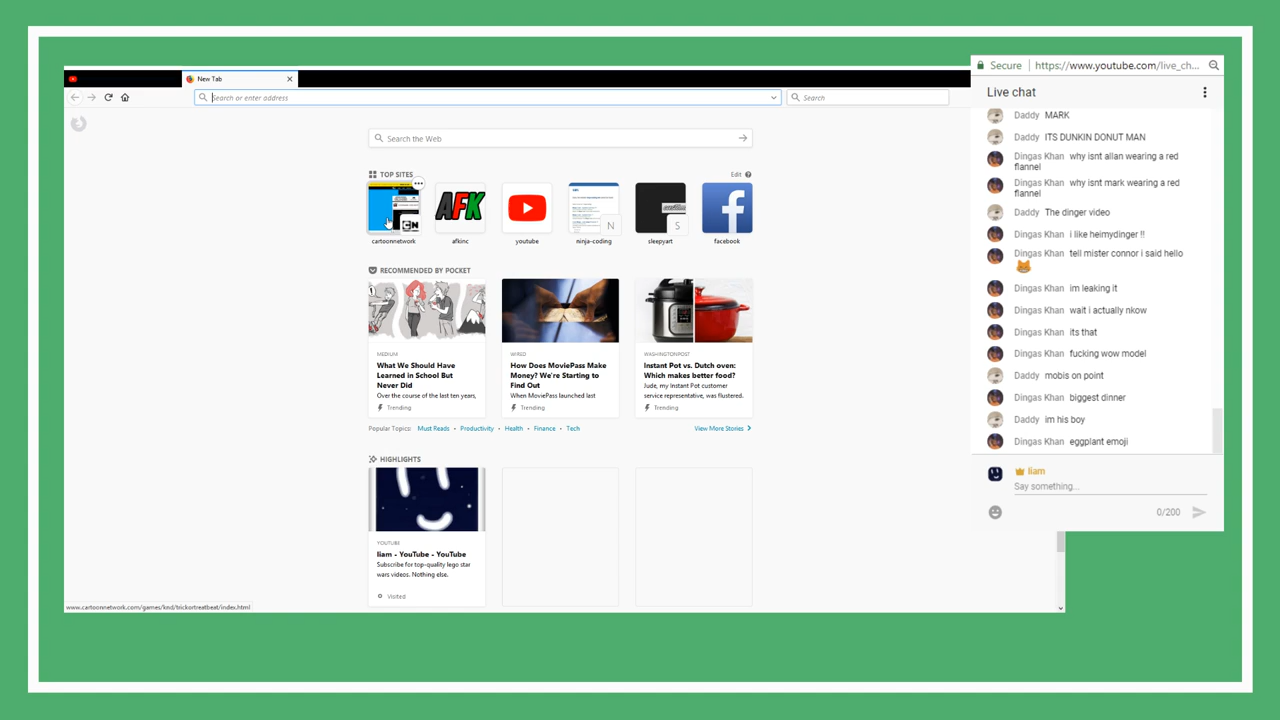 New Tab
Search or enter address
Search
Search the Web
TOP SITES
Edit
AFK
CN
N
S
cartoonnetwork
afkinc
youtube
ninja-coding
sleepyart
facebook
RECOMMENDED BY POCKET
MEDIUM
What We Should Have
Learned in School But
Never Did
Over the course of the last ten years,
Trending
WIRED
How Does MoviePass Make
Money? We're Starting to
Find Out
When MoviePass launched last
Trending
WASHINGTONPOST
Instant Pot vs. Dutch oven:
Which makes better food?
Jude, my Instant Pot customer
service representative, was flustered.
Trending
Popular Topics: Must Reads • Productivity • Health • Finance • Tech
View More Stories
HIGHLIGHTS
YOUTUBE
liam - YouTube - YouTube
Subscribe for top-quality lego star
wars videos. Nothing else.
Visited
www.cartoonnetwork.com/games/knd/trickortreatbeat/index.html
Secure | https://www.youtube.com/live_ch...
Live chat
Daddy MARK
Daddy ITS DUNKIN DONUT MAN
Dingas Khan why isnt allan wearing a red
flannel
Dingas Khan why isnt mark wearing a red
flannel
Daddy The dinger video
Dingas Khan i like heimydinger !!
Dingas Khan tell mister connor i said hello
Dingas Khan im leaking it
Dingas Khan wait i actually nkow
Dingas Khan its that
Dingas Khan fucking wow model
Daddy mobis on point
Dingas Khan biggest dinner
Daddy im his boy
Dingas Khan eggplant emoji
liam
Say something...
0/200